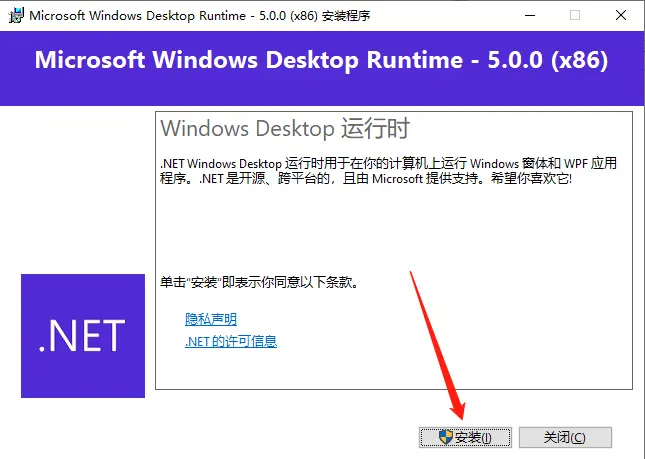 Microsoft Windows Desktop Runtime - 5.0.0 (x86) 安装程序
Microsoft Windows Desktop Runtime - 5.0.0 (x86)
Windows Desktop 运行时
.NET Windows Desktop 运行时用于在你的计算机上运行 Windows 窗体和 WPF 应用
程序。.NET 是开源、跨平台的，且由 Microsoft 提供支持。希望你喜欢它!
单击“安装”即表示你同意以下条款。
隐私声明
.NET 的许可信息
.NET
安装(I)
关闭(C)